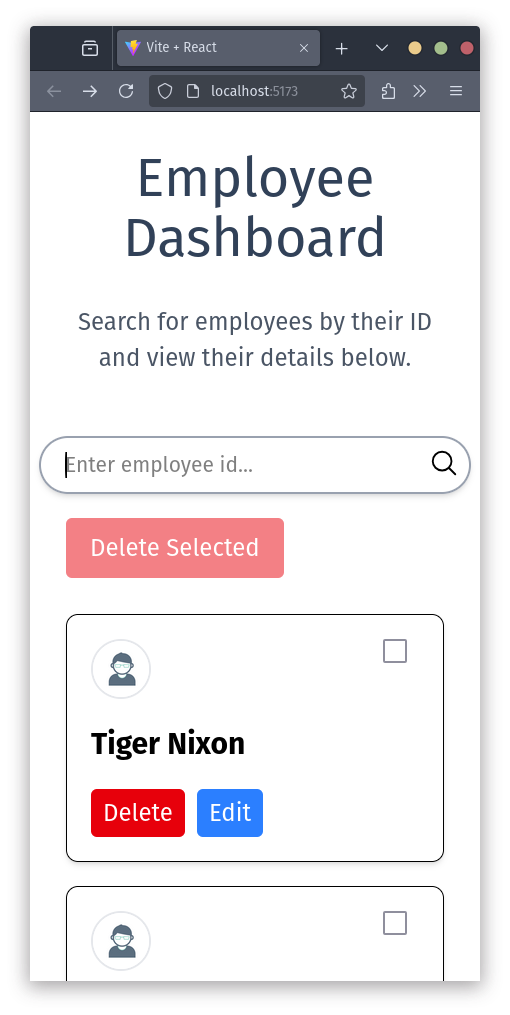 Vite + React
localhost:5173
Employee
Dashboard
Search for employees by their ID
and view their details below.
Enter employee id...
Delete Selected
Tiger Nixon
Delete Edit